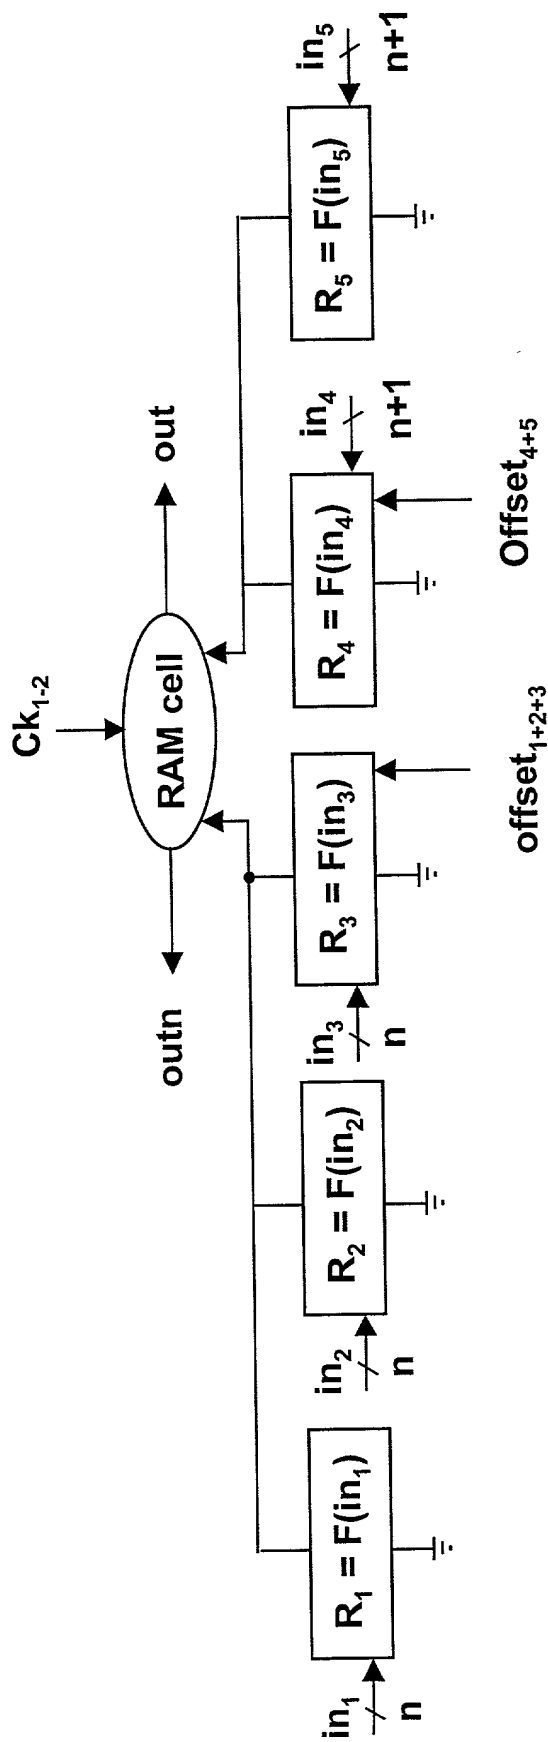 Ck₁₋₂
outn
RAM cell
out
R₁ = F(in₁)
R₂ = F(in₂)
R₃ = F(in₃)
R₄ = F(in₄)
R₅ = F(in₅)
in₁
n
in₂
n
in₃
n
in₄
n+1
in₅
n+1
offset₁₊₂₊₃
Offset₄₊₅